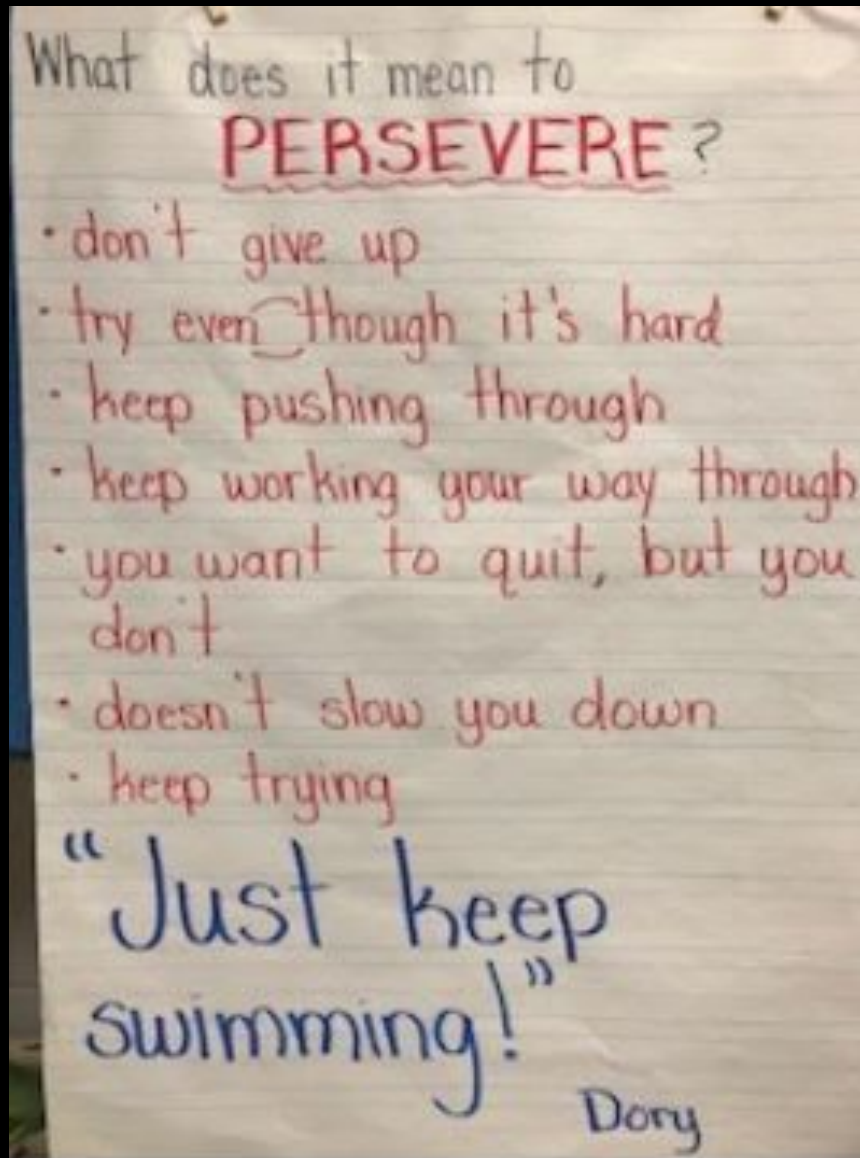 What does it mean to
PERSEVERE?
• don't give up
• try even though it's hard
• keep pushing through
• keep working your way through
• you want to quit, but you
don't
• doesn't slow you down
• keep trying
"Just keep
swimming!"
Dory